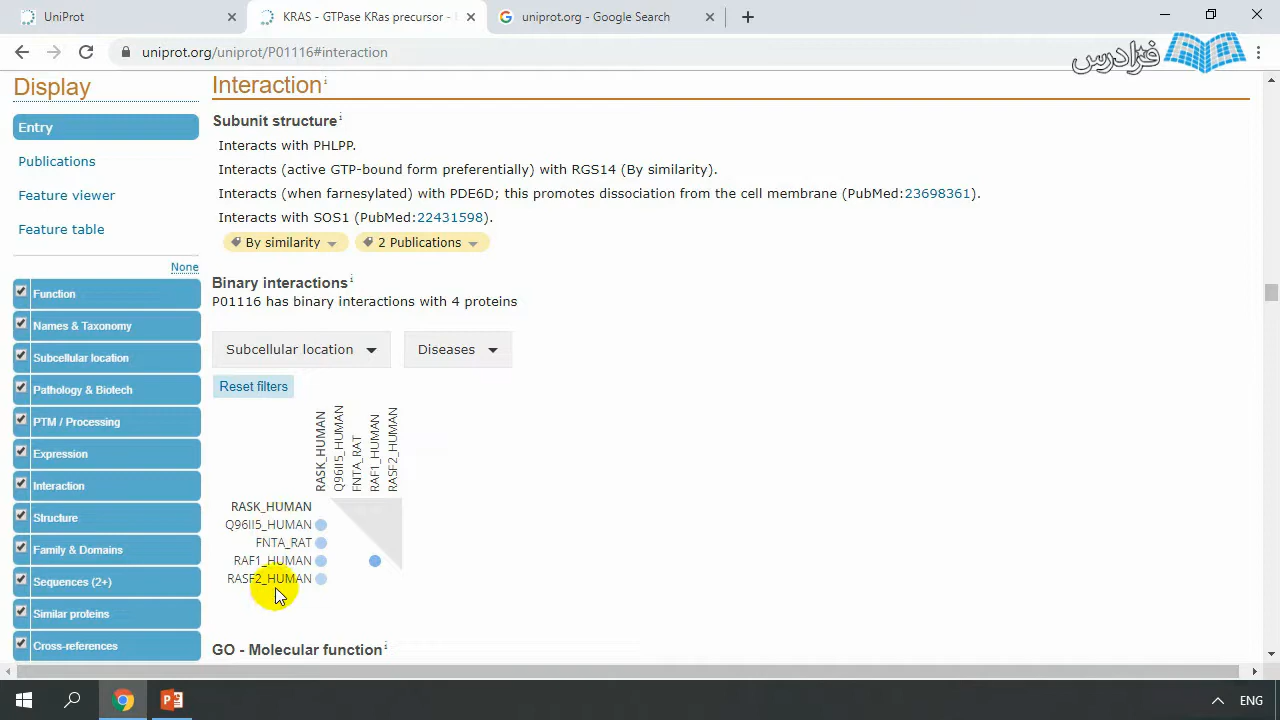 UniProt
KRAS - GTPase KRas precursor -
uniprot.org - Google Search
uniprot.org/uniprot/P01116#interaction
فرادرس
Display
Entry
Publications
Feature viewer
Feature table
None
Function
Names & Taxonomy
Subcellular location
Pathology & Biotech
PTM / Processing
Expression
Interaction
Structure
Family & Domains
Sequences (2+)
Similar proteins
Cross-references
Interaction i
Subunit structure i
Interacts with PHLPP.
Interacts (active GTP-bound form preferentially) with RGS14 (By similarity).
Interacts (when farnesylated) with PDE6D; this promotes dissociation from the cell membrane (PubMed:23698361).
Interacts with SOS1 (PubMed:22431598).
By similarity 2 Publications
Binary interactions i
P01116 has binary interactions with 4 proteins
Subcellular location Diseases
Reset filters
RASK_HUMAN
Q96II5_HUMAN
FNTA_RAT
RAF1_HUMAN
RASF2_HUMAN
RASK_HUMAN
Q96II5_HUMAN
FNTA_RAT
RAF1_HUMAN
RASF2_HUMAN
GO - Molecular function i
ENG